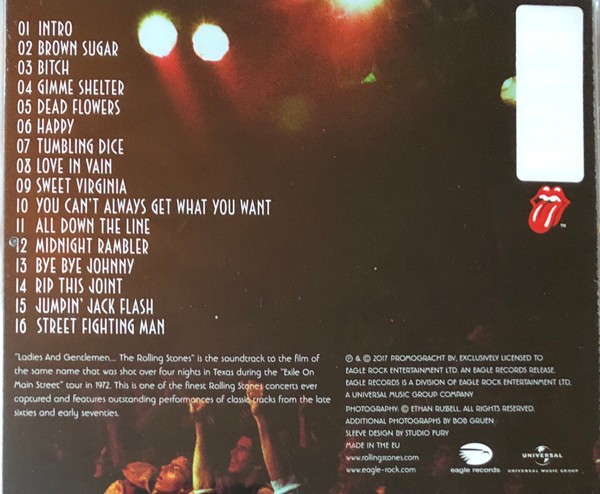 01 INTRO
02 BROWN SUGAR
03 BITCH
04 GIMME SHELTER
05 DEAD FLOWERS
06 HAPPY
07 TUMBLING DICE
08 LOVE IN VAIN
09 SWEET VIRGINIA
10 YOU CAN'T ALWAYS GET WHAT YOU WANT
11 ALL DOWN THE LINE
12 MIDNIGHT RAMBLER
13 BYE BYE JOHNNY
14 RIP THIS JOINT
15 JUMPIN' JACK FLASH
16 STREET FIGHTING MAN
TM
"Ladies And Gentlemen... The Rolling Stones" is the soundtrack to the film of
the same name that was shot over four nights in Texas during the "Exile On
Main Street" tour in 1972. This is one of the finest Rolling Stones concerts ever
captured and features outstanding performances of classic tracks from the late
sixties and early seventies.
℗ & © 2017 PROMOGRACHT BV, EXCLUSIVELY LICENSED TO
EAGLE ROCK ENTERTAINMENT LTD. AN EAGLE RECORDS RELEASE.
EAGLE RECORDS IS A DIVISION OF EAGLE ROCK ENTERTAINMENT LTD,
A UNIVERSAL MUSIC GROUP COMPANY
PHOTOGRAPHY: © ETHAN RUSSELL. ALL RIGHTS RESERVED.
ADDITIONAL PHOTOGRAPHS BY BOB GRUEN
SLEEVE DESIGN BY STUDIO FURY
MADE IN THE EU
www.rollingstones.com
www.eagle-rock.com
eagle records
UNIVERSAL
UNIVERSAL MUSIC GROUP